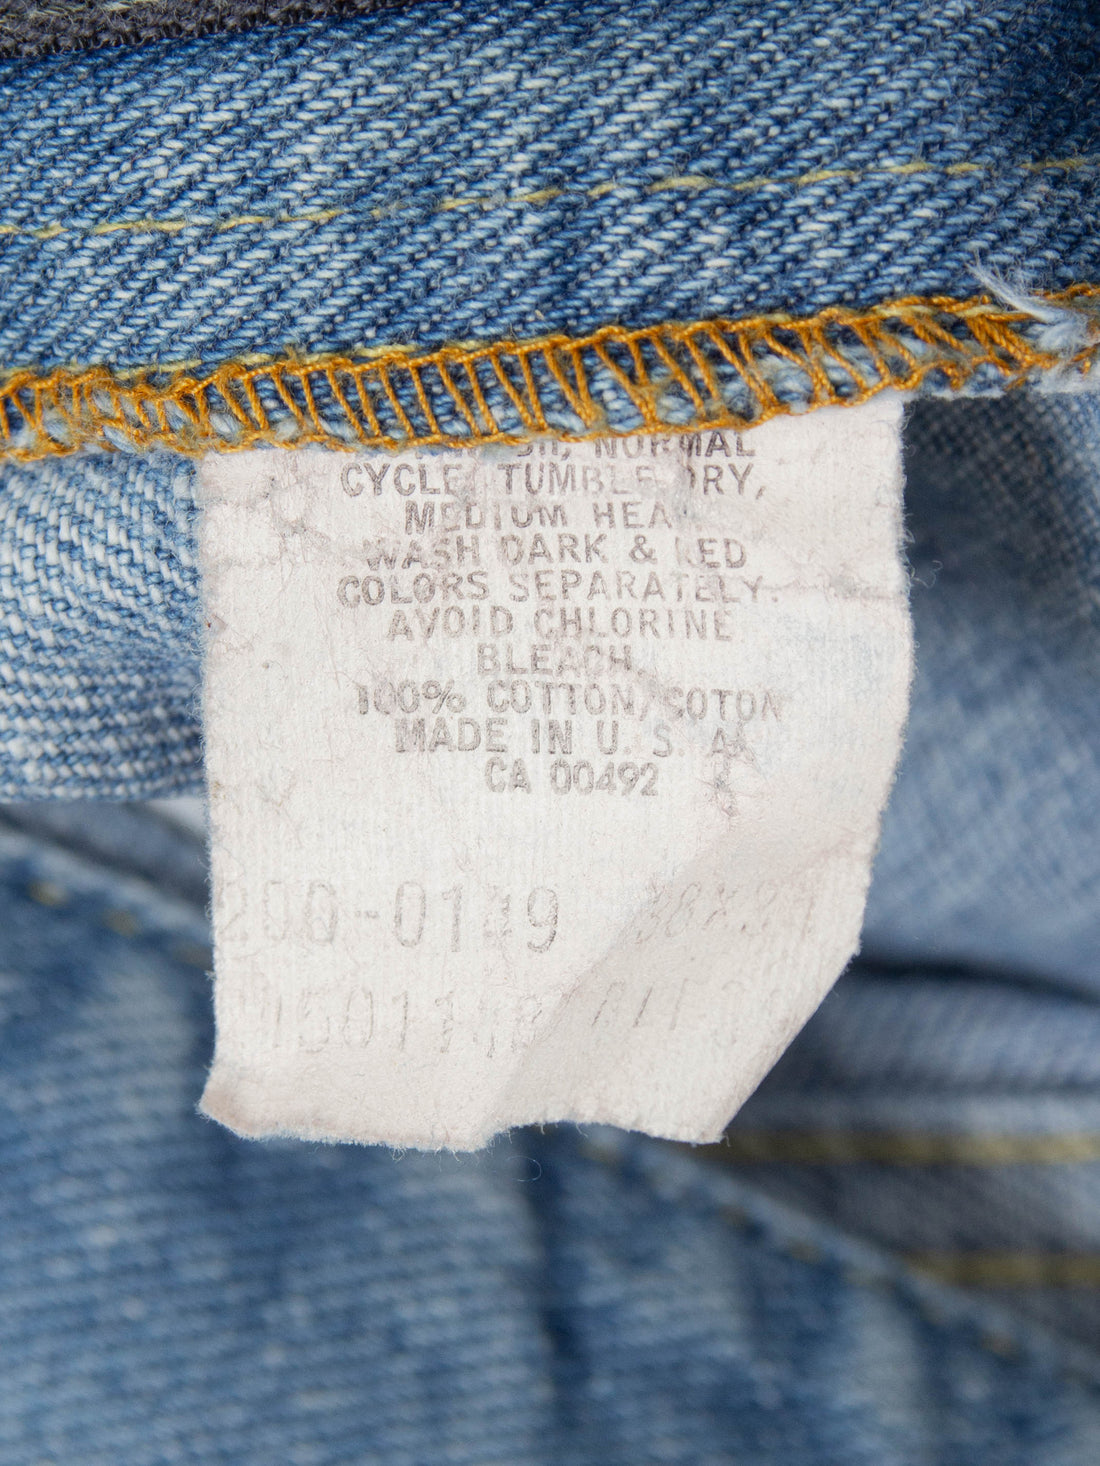 NORMAL
CYCLE, TUMBLE DRY,
MEDIUM HEAT
WASH DARK & RED
COLORS SEPARATELY.
AVOID CHLORINE
BLEACH
100% COTTON/COTON
MADE IN U.S.A.
CA 00492
200-0149